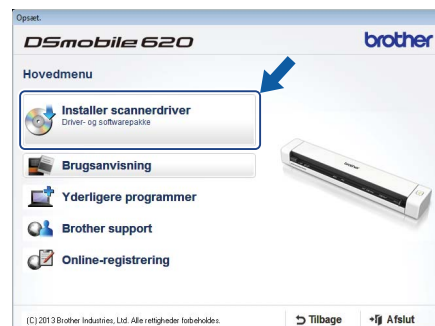 Opsæt.
DSmobile 620
brother
Hovedmenu
Installer scannerdriver
Driver- og softwarepakke
Brugsanvisning
Yderligere programmer
Brother support
Online-registrering
(C) 2013 Brother Industries, Ltd. Alle rettigheder forbeholdes.
Tilbage
Afslut